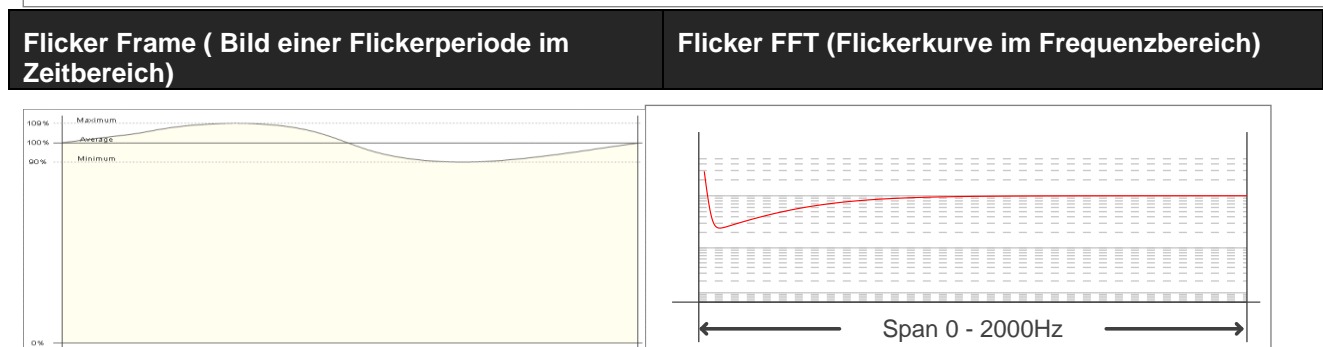 Flicker Frame ( Bild einer Flickerperiode im
Zeitbereich)
Flicker FFT (Flickerkurve im Frequenzbereich)
109%
Maximum
100%
Average
90%
Minimum
0%
Span 0 - 2000Hz